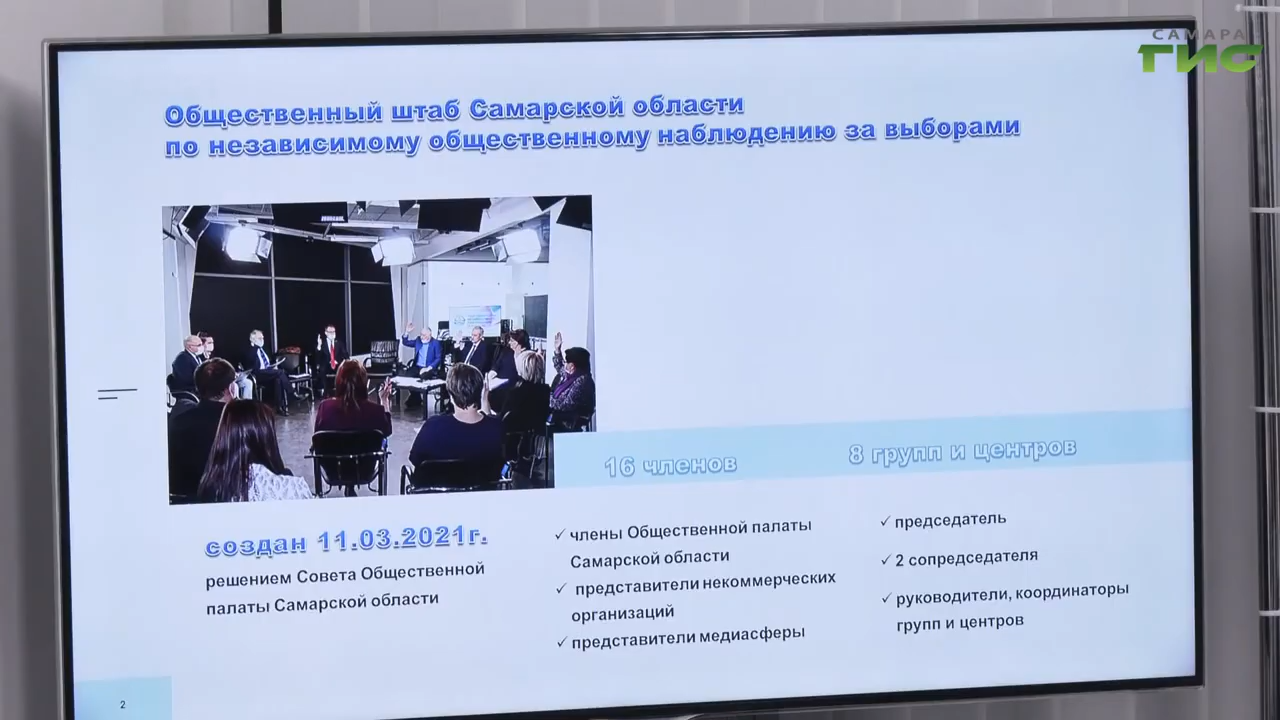 САМАРА
ГИС
Общественный штаб Самарской области
по независимому общественному наблюдению за выборами
16 членов
8 групп и центров
создан 11.03.2021г.
решением Совета Общественной
палаты Самарской области
✓ члены Общественной палаты
Самарской области
✓ представители некоммерческих
организаций
✓ представители медиасферы
✓ председатель
✓ 2 сопредседателя
✓ руководители, координаторы
групп и центров
2